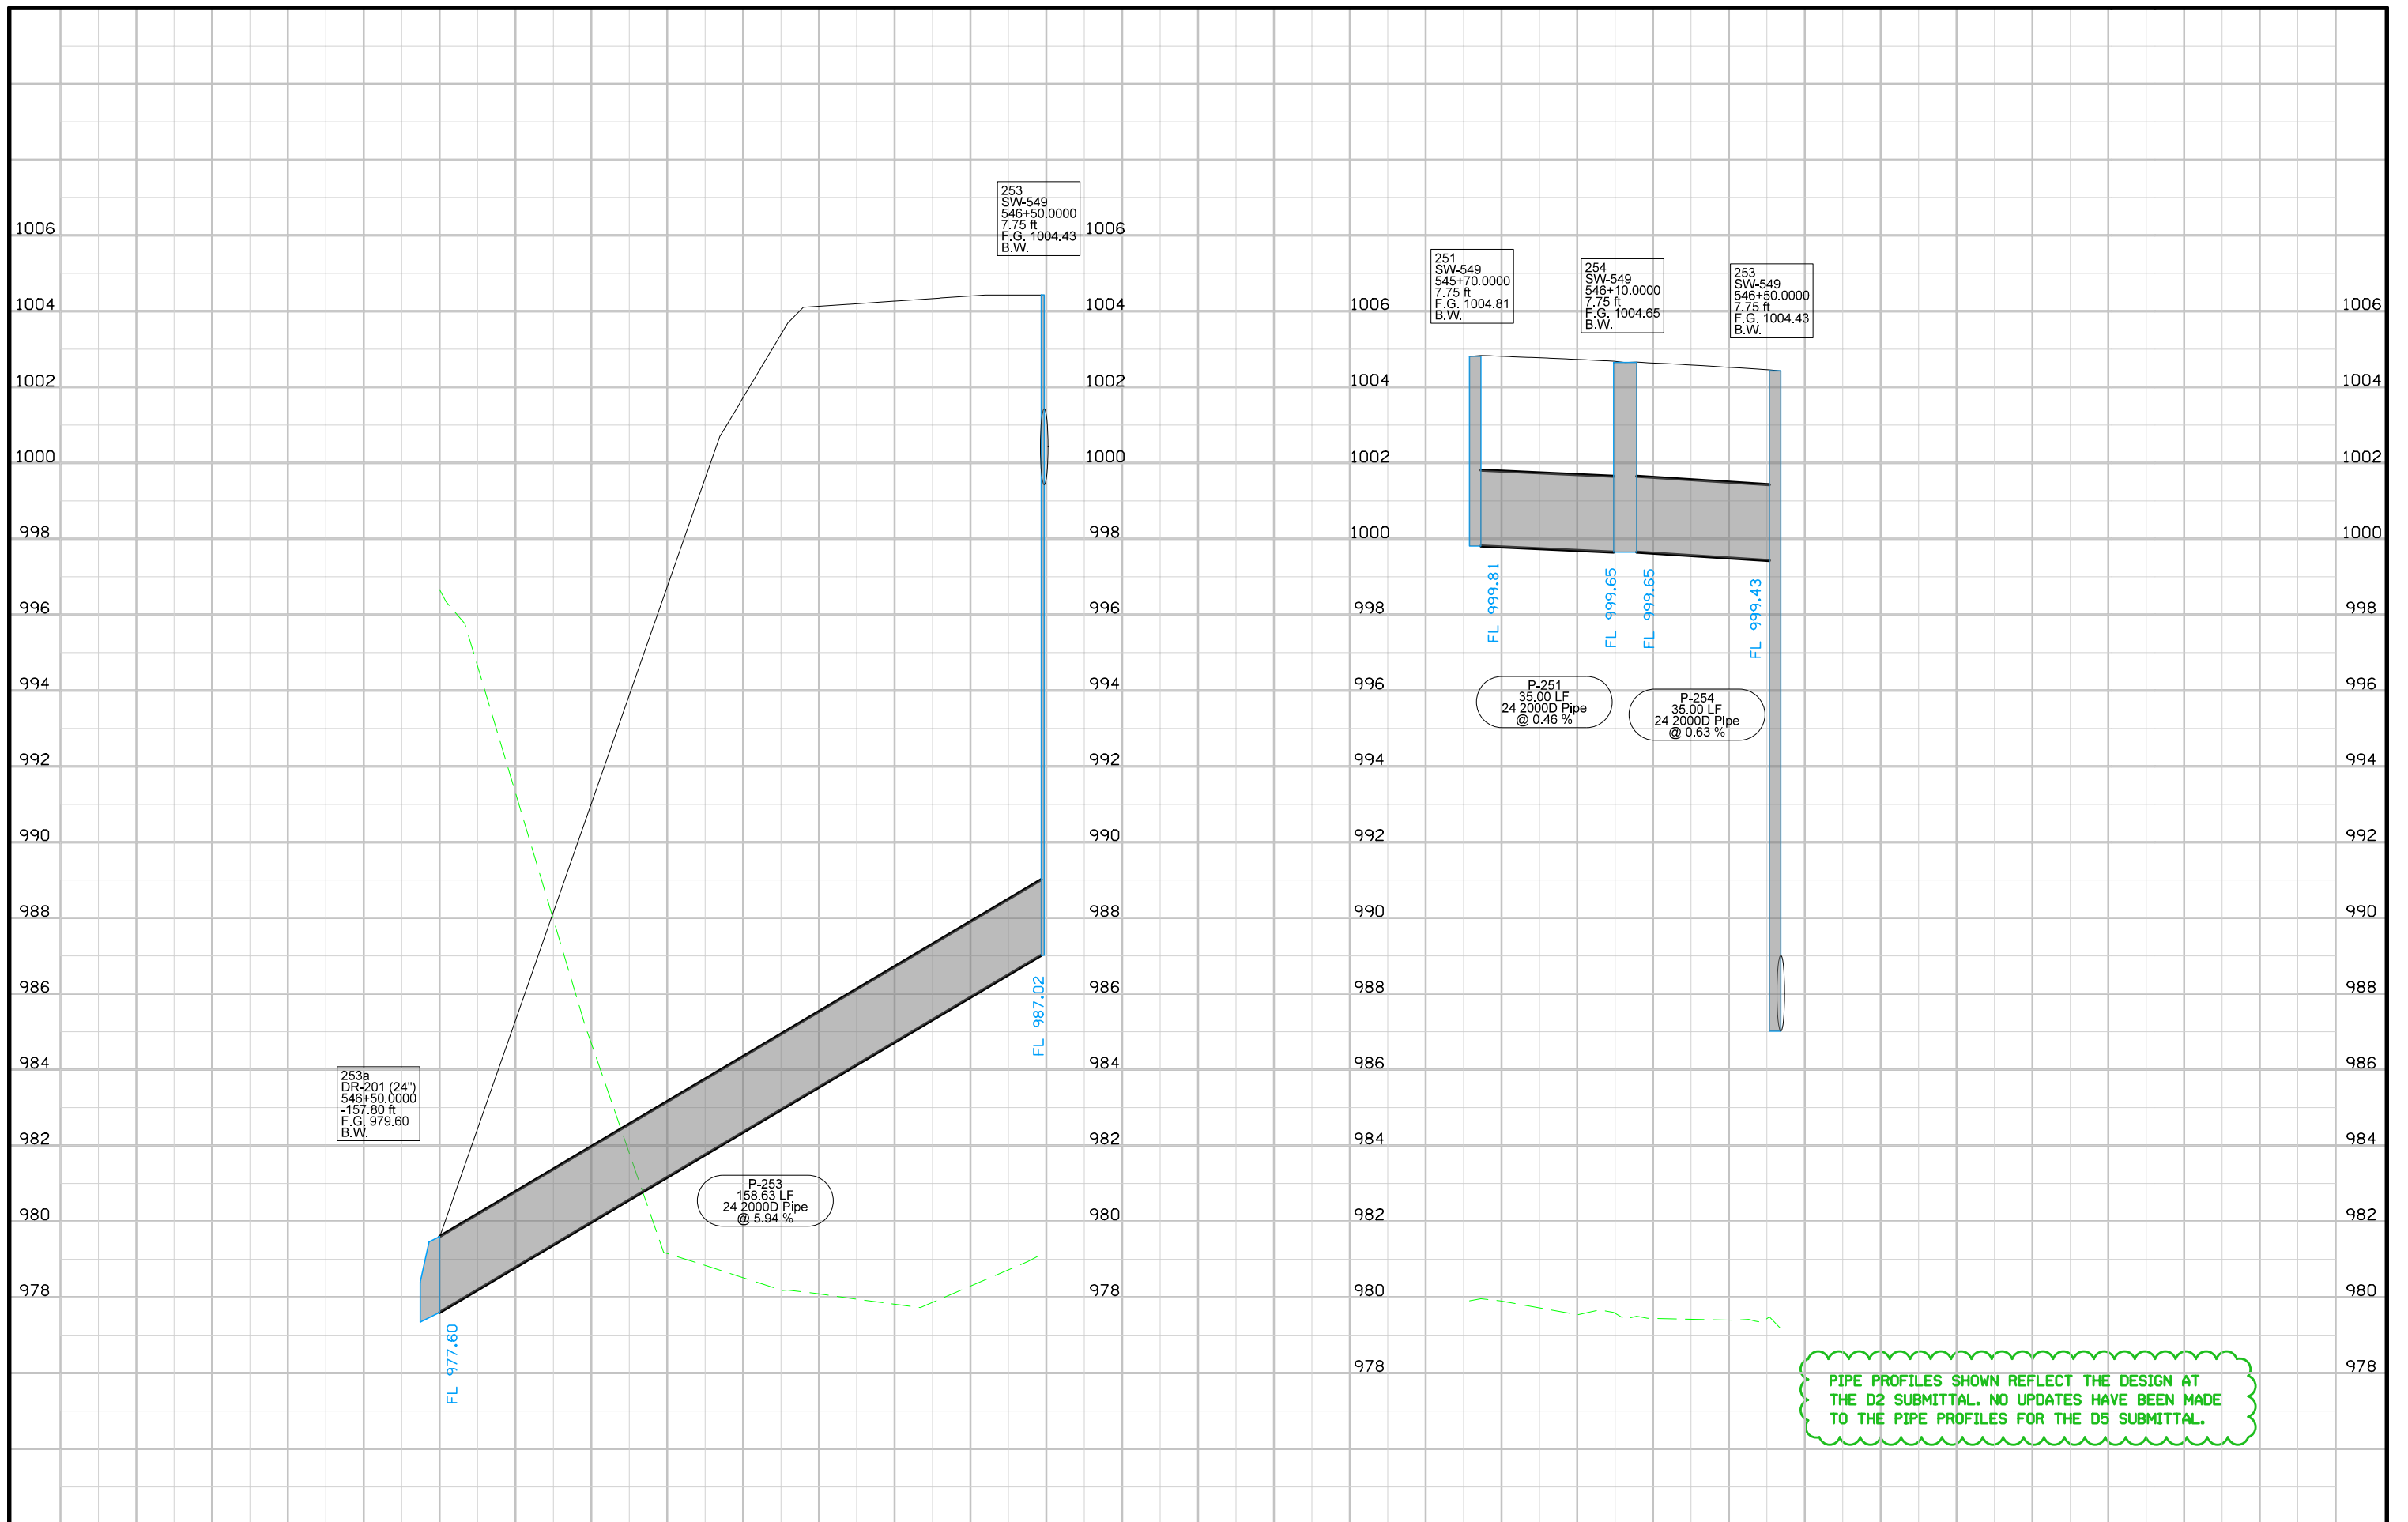 253
SW-549
546+50.0000
7.75 ft
F.G. 1004.43
B.W.
251
SW-549
545+70.0000
7.75 ft
F.G. 1004.81
B.W.
254
SW-549
546+10.0000
7.75 ft
F.G. 1004.65
B.W.
253
SW-549
546+50.0000
7.75 ft
F.G. 1004.43
B.W.
1006
1004
1002
1000
998
996
994
992
990
988
986
984
982
980
978
1006
1004
1002
1000
998
996
994
992
990
988
986
984
982
980
978
1006
1004
1002
1000
998
996
994
992
990
988
986
984
982
980
978
1006
1004
1002
1000
998
996
994
992
990
988
986
984
982
980
978
FL 999.81
FL 999.65
FL 999.65
FL 999.43
P-251
35.00 LF
24 2000D Pipe
@ 0.46 %
P-254
35.00 LF
24 2000D Pipe
@ 0.63 %
FL 987.02
253a
DR-201 (24")
546+50.0000
-157.80 ft
F.G. 979.60
B.W.
P-253
158.63 LF
24 2000D Pipe
@ 5.94 %
FL 977.60
PIPE PROFILES SHOWN REFLECT THE DESIGN AT
THE D2 SUBMITTAL. NO UPDATES HAVE BEEN MADE
TO THE PIPE PROFILES FOR THE D5 SUBMITTAL.